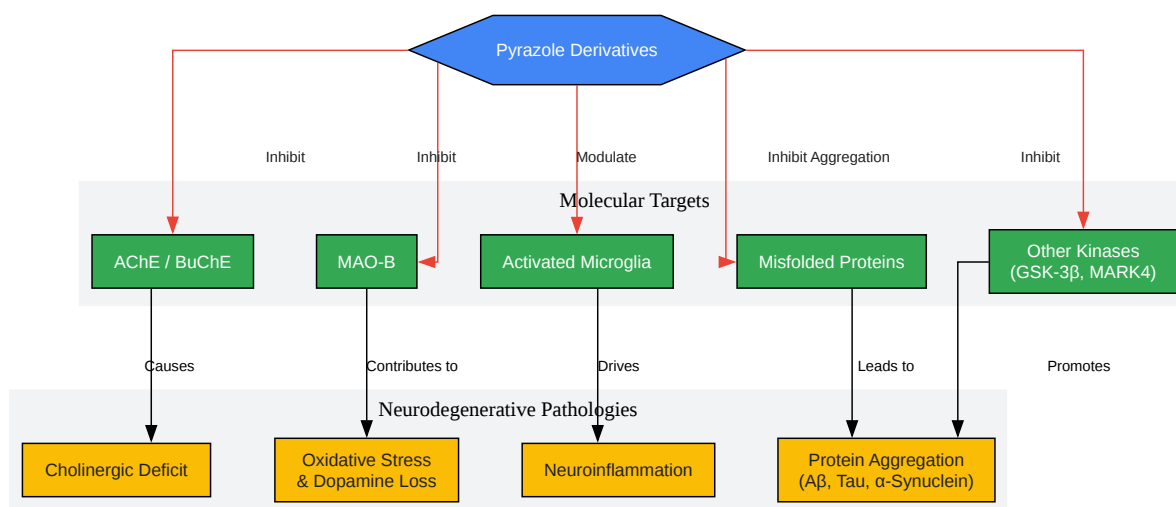 Pyrazole Derivatives
Inhibit
Inhibit
Modulate
Inhibit Aggregation
Inhibit
Molecular Targets
AChE / BuChE
MAO-B
Activated Microglia
Misfolded Proteins
Other Kinases
(GSK-3β, MARK4)
Causes
Contributes to
Drives
Leads to
Promotes
Neurodegenerative Pathologies
Cholinergic Deficit
Oxidative Stress
& Dopamine Loss
Neuroinflammation
Protein Aggregation
(Aβ, Tau, α-Synuclein)